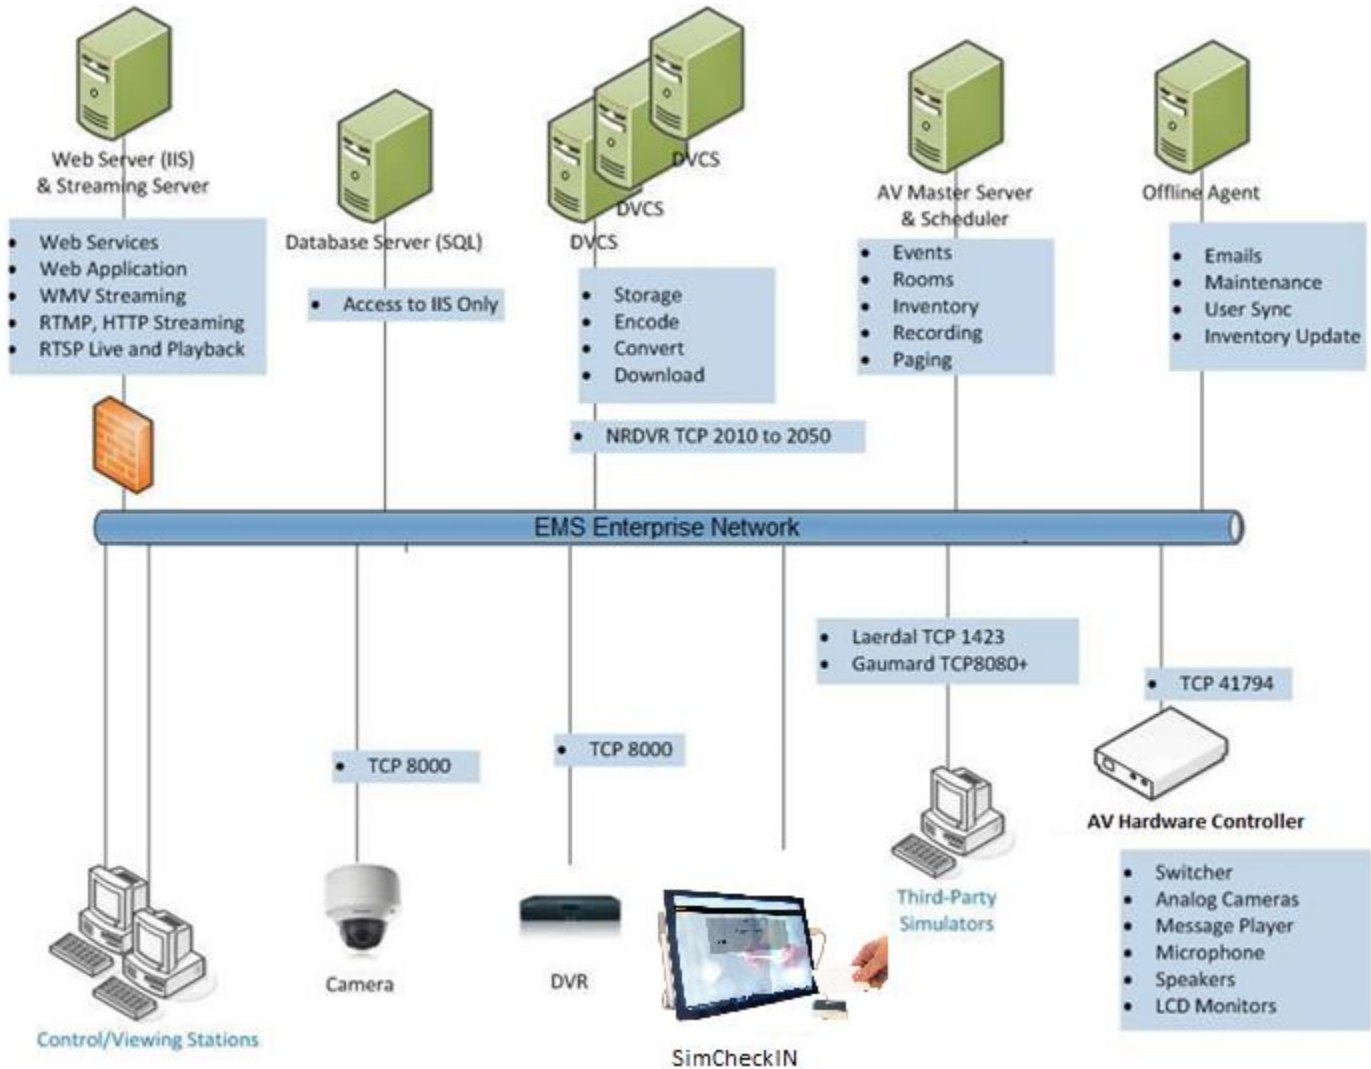 Web Server (IIS)
& Streaming Server
• Web Services
• Web Application
• WMV Streaming
• RTMP, HTTP Streaming
• RTSP Live and Playback
Database Server (SQL)
• Access to IIS Only
DVCS
DVCS
DVCS
• Storage
• Encode
• Convert
• Download
• NRDVR TCP 2010 to 2050
AV Master Server
& Scheduler
• Events
• Rooms
• Inventory
• Recording
• Paging
Offline Agent
• Emails
• Maintenance
• User Sync
• Inventory Update
EMS Enterprise Network
Control/Viewing Stations
• TCP 8000
Camera
• TCP 8000
DVR
SimCheckIN
• Laerdal TCP 1423
• Gaumard TCP8080+
Third-Party
Simulators
• TCP 41794
AV Hardware Controller
• Switcher
• Analog Cameras
• Message Player
• Microphone
• Speakers
• LCD Monitors